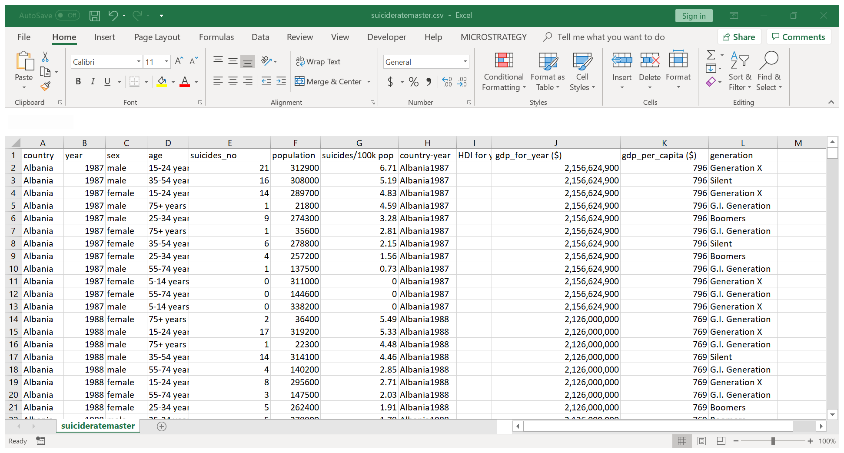 AutoSave Off suicideratemaster.csv - Excel Sign in
File Home Insert Page Layout Formulas Data Review View Developer Help MICROSTRATEGY Tell me what you want to do Share Comments
Calibri 11 Wrap Text General
Paste B I U A Merge & Center $ % Conditional Formatting Format as Table Cell Styles Insert Delete Format Sort & Filter Find & Select
Clipboard Font Alignment Number Styles Cells Editing
A B C D E F G H I J K L M
1 country year sex age suicides_no population suicides/100k pop country-year HDI for y gdp_for_year ($) gdp_per_capita ($) generation
2 Albania 1987 male 15-24 year 21 312900 6.71 Albania1987 2,156,624,900 796 Generation X
3 Albania 1987 male 35-54 year 16 308000 5.19 Albania1987 2,156,624,900 796 Silent
4 Albania 1987 female 15-24 year 14 289700 4.83 Albania1987 2,156,624,900 796 Generation X
5 Albania 1987 male 75+ years 1 21800 4.59 Albania1987 2,156,624,900 796 G.I. Generation
6 Albania 1987 male 25-34 year 9 274300 3.28 Albania1987 2,156,624,900 796 Boomers
7 Albania 1987 female 75+ years 1 35600 2.81 Albania1987 2,156,624,900 796 G.I. Generation
8 Albania 1987 female 35-54 year 6 278800 2.15 Albania1987 2,156,624,900 796 Silent
9 Albania 1987 female 25-34 year 4 257200 1.56 Albania1987 2,156,624,900 796 Boomers
10 Albania 1987 male 55-74 year 1 137500 0.73 Albania1987 2,156,624,900 796 G.I. Generation
11 Albania 1987 female 5-14 years 0 311000 0 Albania1987 2,156,624,900 796 Generation X
12 Albania 1987 female 55-74 year 0 144600 0 Albania1987 2,156,624,900 796 G.I. Generation
13 Albania 1987 male 5-14 years 0 338200 0 Albania1987 2,156,624,900 796 Generation X
14 Albania 1988 female 75+ years 2 36400 5.49 Albania1988 2,126,000,000 769 G.I. Generation
15 Albania 1988 male 15-24 year 17 319200 5.33 Albania1988 2,126,000,000 769 Generation X
16 Albania 1988 male 75+ years 1 22300 4.48 Albania1988 2,126,000,000 769 G.I. Generation
17 Albania 1988 male 35-54 year 14 314100 4.46 Albania1988 2,126,000,000 769 Silent
18 Albania 1988 male 55-74 year 4 140200 2.85 Albania1988 2,126,000,000 769 G.I. Generation
19 Albania 1988 female 15-24 year 8 295600 2.71 Albania1988 2,126,000,000 769 Generation X
20 Albania 1988 female 55-74 year 3 147500 2.03 Albania1988 2,126,000,000 769 G.I. Generation
21 Albania 1988 female 25-34 year 5 262400 1.91 Albania1988 2,126,000,000 769 Boomers
suicideratemaster
Ready 100%